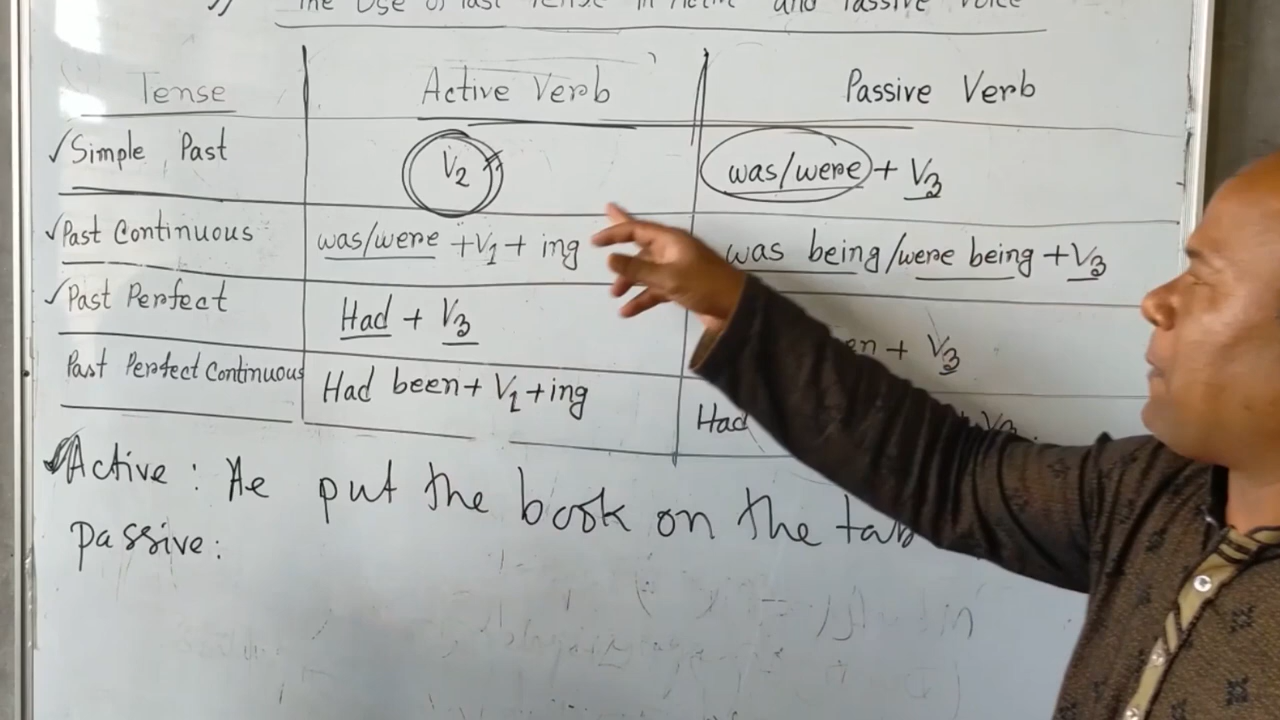 The Use of Past Tense in Active and Passive Voice
Tense Active Verb Passive Verb
✓Simple Past V2 was/were + V3
✓Past Continuous was/were +V1+ ing was being/were being +V3
✓Past Perfect Had + V3 en + V3
Past Perfect Continuous Had been+ V1+ing Had
Active : He put the book on the tab
passive: